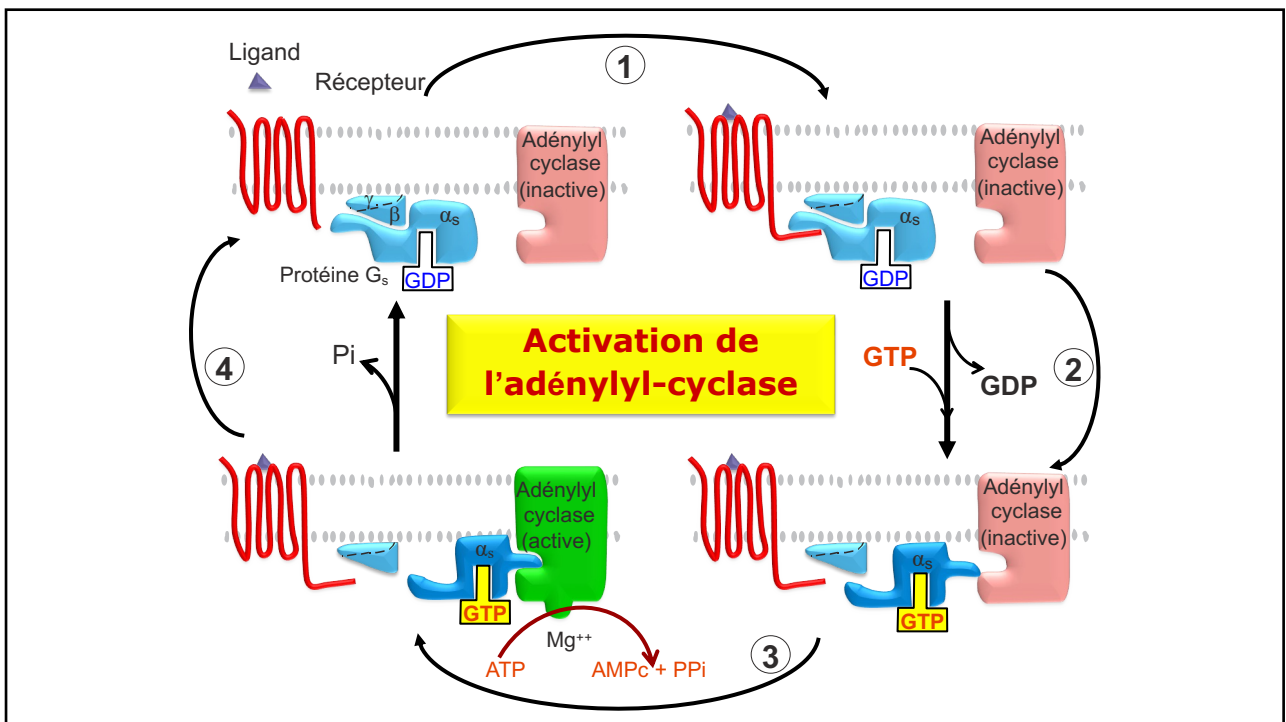 Ligand
Récepteur
1
Adénylyl
cyclase
(inactive)
Adénylyl
cyclase
(inactive)
γ
β
αs
αs
Protéine Gs
GDP
GDP
Activation de
l'adénylyl-cyclase
Pi
4
GTP
GDP
2
Adénylyl
cyclase
(active)
Adénylyl
cyclase
(inactive)
αs
αs
GTP
GTP
Mg++
ATP
AMPc + PPi
3